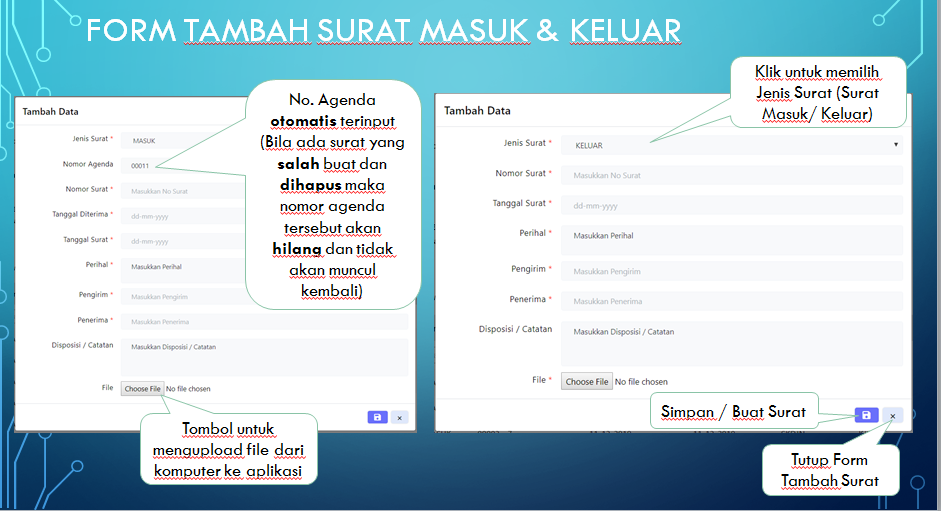 FORM TAMBAH SURAT MASUK & KELUAR
Tambah Data
Jenis Surat * MASUK
Nomor Agenda 00011
Nomor Surat * Masukkan No Surat
Tanggal Diterima * dd-mm-yyyy
Tanggal Surat * dd-mm-yyyy
Perihal * Masukkan Perihal
Pengirim * Masukkan Pengirim
Penerima * Masukkan Penerima
Disposisi / Catatan Masukkan Disposisi / Catatan
File Choose File No file chosen
×
No. Agenda
otomatis terinput
(Bila ada surat yang
salah buat dan
dihapus maka
nomor agenda
tersebut akan
hilang dan tidak
akan muncul
kembali)
Tombol untuk
mengupload file dari
komputer ke aplikasi
Tambah Data
Jenis Surat * KELUAR
Nomor Surat * Masukkan No Surat
Tanggal Surat * dd-mm-yyyy
Perihal * Masukkan Perihal
Pengirim * Masukkan Pengirim
Penerima * Masukkan Penerima
Disposisi / Catatan Masukkan Disposisi / Catatan
File * Choose File No file chosen
×
Klik untuk memilih
Jenis Surat (Surat
Masuk/ Keluar)
Simpan / Buat Surat
Tutup Form
Tambah Surat